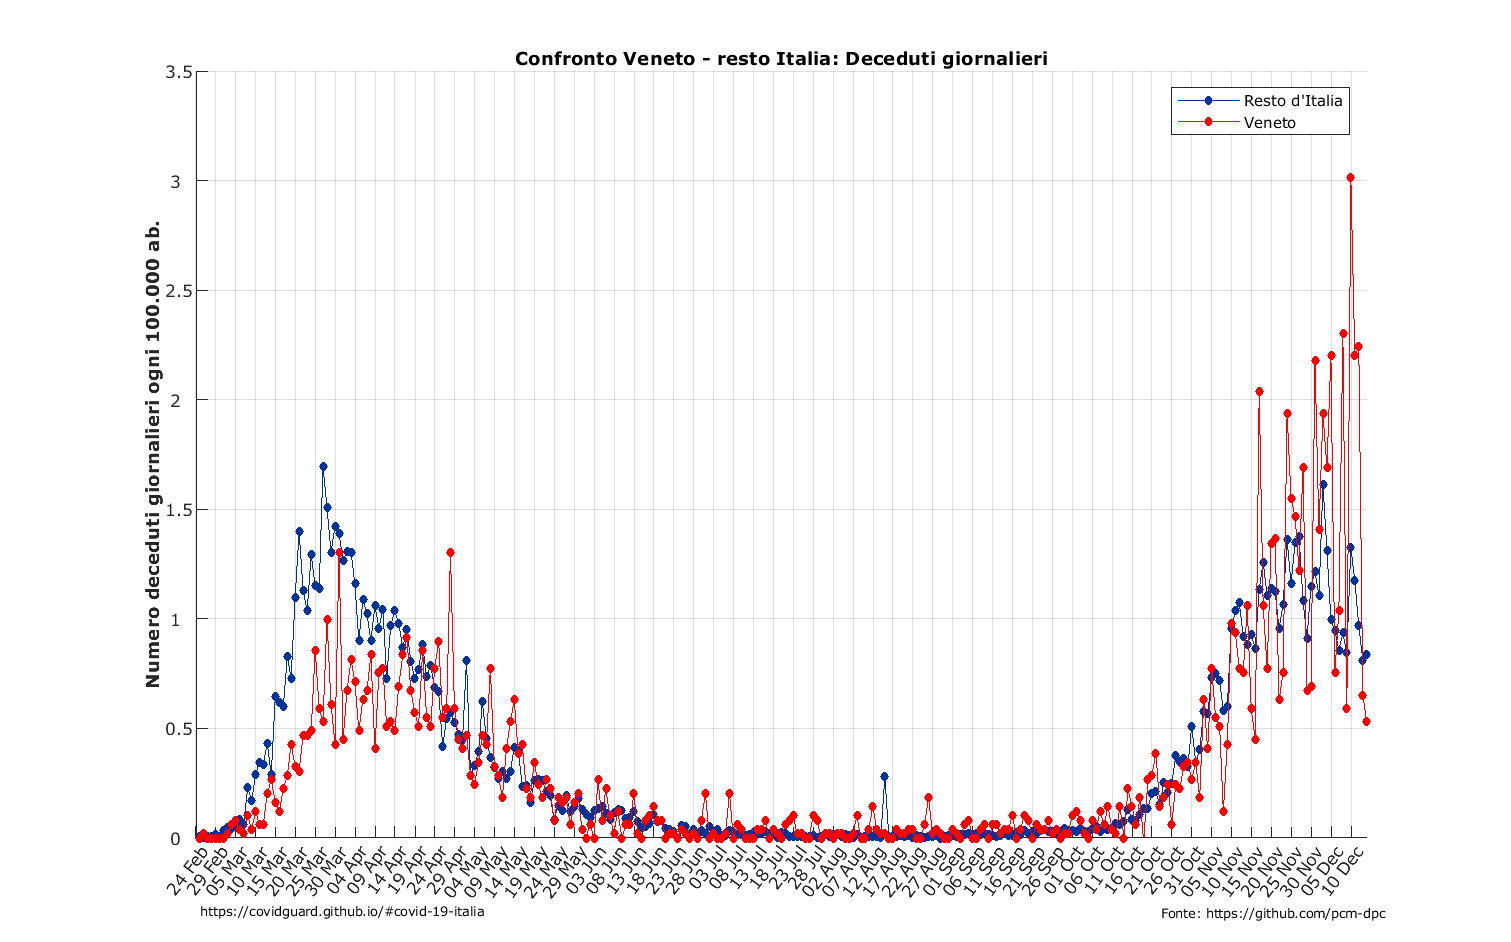 Confronto Veneto - resto Italia: Deceduti giornalieri
Numero deceduti giornalieri ogni 100.000 ab.
3.5
3
2.5
2
1.5
1
0.5
0
Resto d'Italia
Veneto
24 Feb
29 Feb
05 Mar
10 Mar
15 Mar
20 Mar
25 Mar
30 Mar
04 Apr
09 Apr
14 Apr
19 Apr
24 Apr
29 Apr
04 May
09 May
14 May
19 May
24 May
29 May
03 Jun
08 Jun
13 Jun
18 Jun
23 Jun
28 Jun
03 Jul
08 Jul
13 Jul
18 Jul
23 Jul
28 Jul
02 Aug
07 Aug
12 Aug
17 Aug
22 Aug
27 Aug
01 Sep
06 Sep
11 Sep
16 Sep
21 Sep
26 Sep
01 Oct
06 Oct
11 Oct
16 Oct
21 Oct
26 Oct
31 Oct
05 Nov
10 Nov
15 Nov
20 Nov
25 Nov
30 Nov
05 Dec
10 Dec
https://covidguard.github.io/#covid-19-italia
Fonte: https://github.com/pcm-dpc